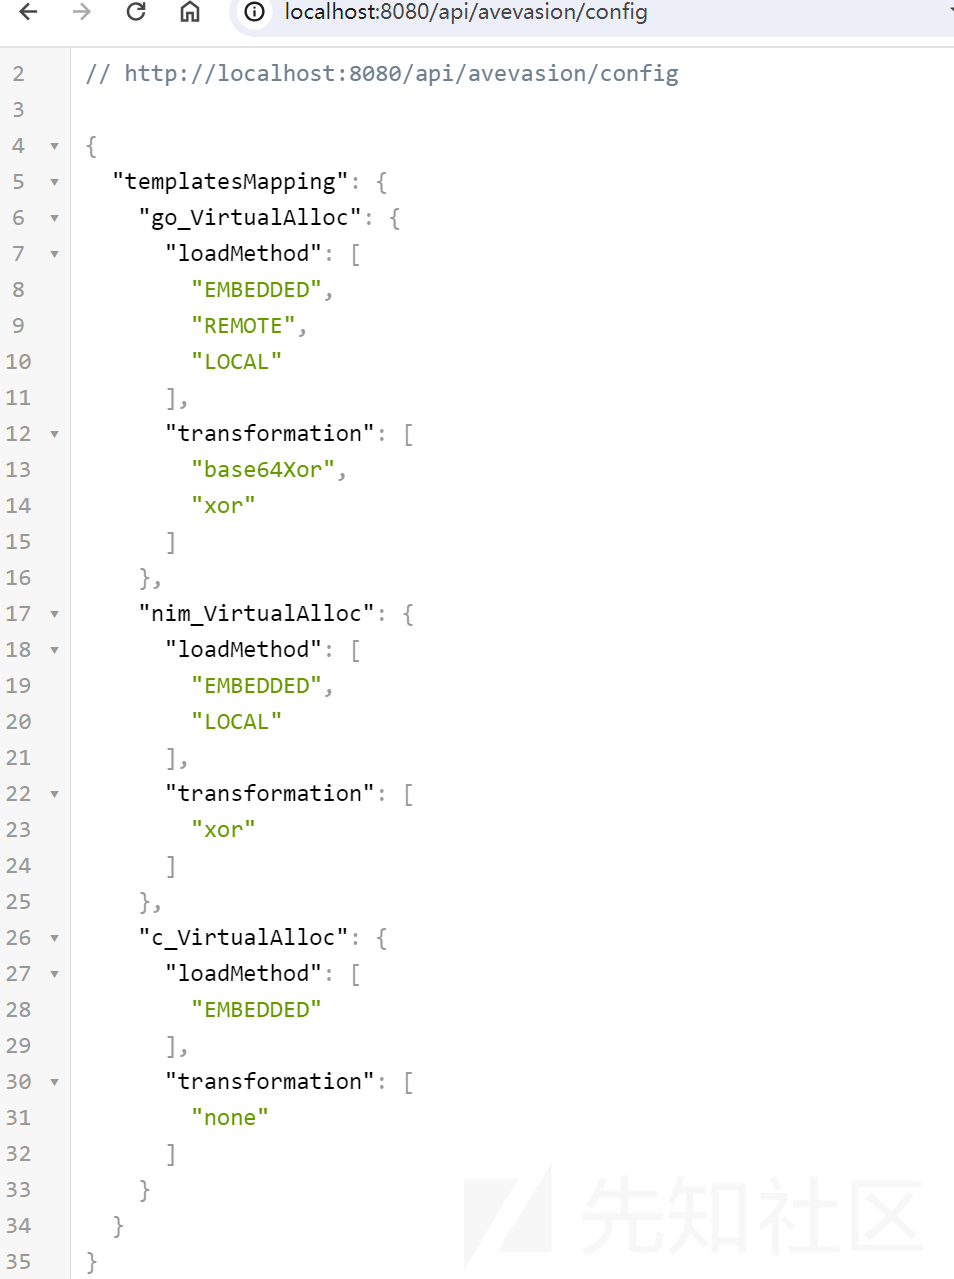 localhost:8080/api/avevasion/config
2 // http://localhost:8080/api/avevasion/config
3
4 {
5 "templatesMapping": {
6 "go_VirtualAlloc": {
7 "loadMethod": [
8 "EMBEDDED",
9 "REMOTE",
10 "LOCAL"
11 ],
12 "transformation": [
13 "base64Xor",
14 "xor"
15 ]
16 },
17 "nim_VirtualAlloc": {
18 "loadMethod": [
19 "EMBEDDED",
20 "LOCAL"
21 ],
22 "transformation": [
23 "xor"
24 ]
25 },
26 "c_VirtualAlloc": {
27 "loadMethod": [
28 "EMBEDDED"
29 ],
30 "transformation": [
31 "none"
32 ]
33 }
34 }
35 }
先知社区